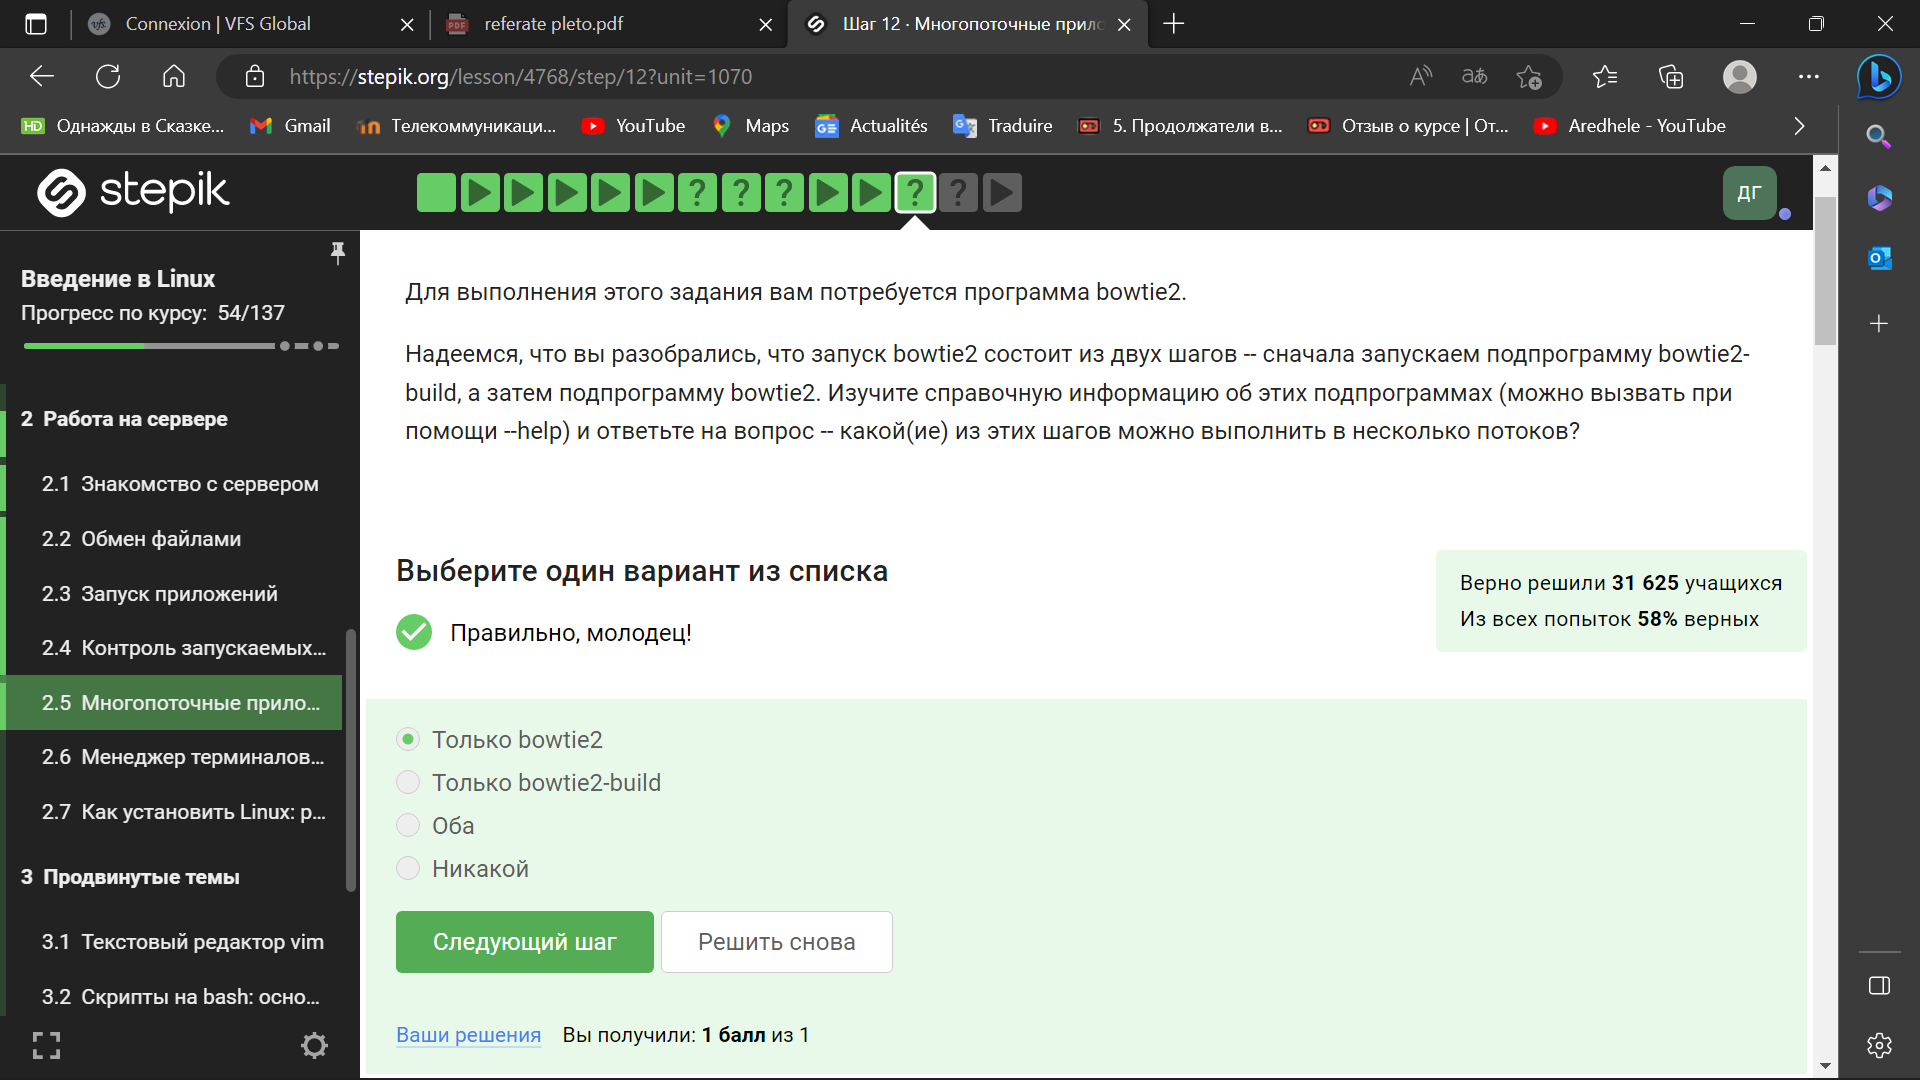 Connexion | VFS Global
referate pleto.pdf
Шаг 12 · Многопоточные прило
https://stepik.org/lesson/4768/step/12?unit=1070
Однажды в Сказке...
Gmail
Телекоммуникаци...
YouTube
Maps
Actualités
Traduire
5. Продолжатели в...
Отзыв о курсе | От...
Aredhele - YouTube
stepik
ДГ
Введение в Linux
Прогресс по курсу: 54/137
2 Работа на сервере
2.1 Знакомство с сервером
2.2 Обмен файлами
2.3 Запуск приложений
2.4 Контроль запускаемых...
2.5 Многопоточные прило...
2.6 Менеджер терминалов...
2.7 Как установить Linux: р...
3 Продвинутые темы
3.1 Текстовый редактор vim
3.2 Скрипты на bash: осно...
Для выполнения этого задания вам потребуется программа bowtie2.
Надеемся, что вы разобрались, что запуск bowtie2 состоит из двух шагов -- сначала запускаем подпрограмму bowtie2-
build, а затем подпрограмму bowtie2. Изучите справочную информацию об этих подпрограммах (можно вызвать при
помощи --help) и ответьте на вопрос -- какой(ие) из этих шагов можно выполнить в несколько потоков?
Выберите один вариант из списка
Правильно, молодец!
Верно решили 31 625 учащихся
Из всех попыток 58% верных
Только bowtie2
Только bowtie2-build
Оба
Никакой
Следующий шаг
Решить снова
Ваши решения Вы получили: 1 балл из 1